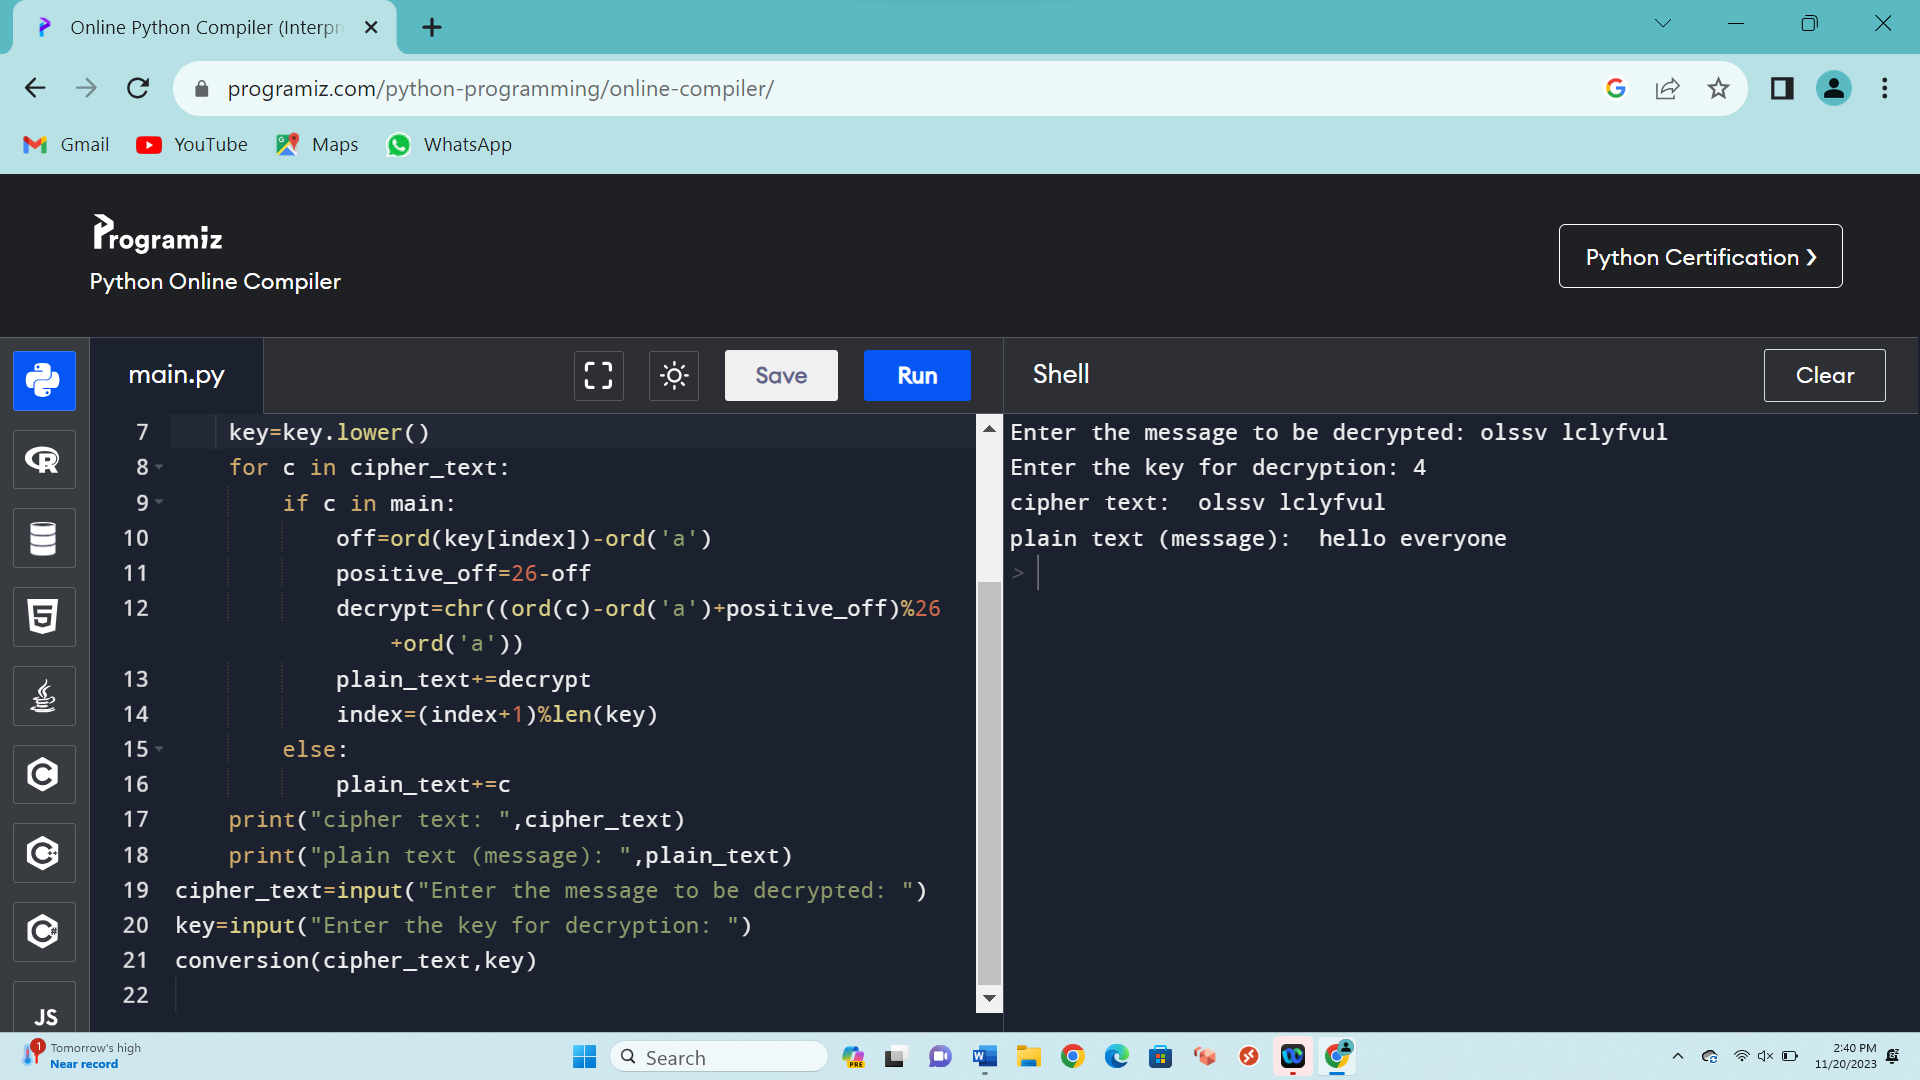 Online Python Compiler (Interpr
programiz.com/python-programming/online-compiler/
Gmail YouTube Maps WhatsApp
Programiz
Python Online Compiler
Python Certification ❯
main.py
Save
Run
Shell
Clear
7 key=key.lower()
8 for c in cipher_text:
9 if c in main:
10 off=ord(key[index])-ord('a')
11 positive_off=26-off
12 decrypt=chr((ord(c)-ord('a')+positive_off)%26
+ord('a'))
13 plain_text+=decrypt
14 index=(index+1)%len(key)
15 else:
16 plain_text+=c
17 print("cipher text: ",cipher_text)
18 print("plain text (message): ",plain_text)
19 cipher_text=input("Enter the message to be decrypted: ")
20 key=input("Enter the key for decryption: ")
21 conversion(cipher_text,key)
22
Enter the message to be decrypted: olssv lclyfvul
Enter the key for decryption: 4
cipher text:  olssv lclyfvul
plain text (message):  hello everyone
>
JS
1
Tomorrow's high
Near record
Search
PRE
2:40 PM
11/20/2023